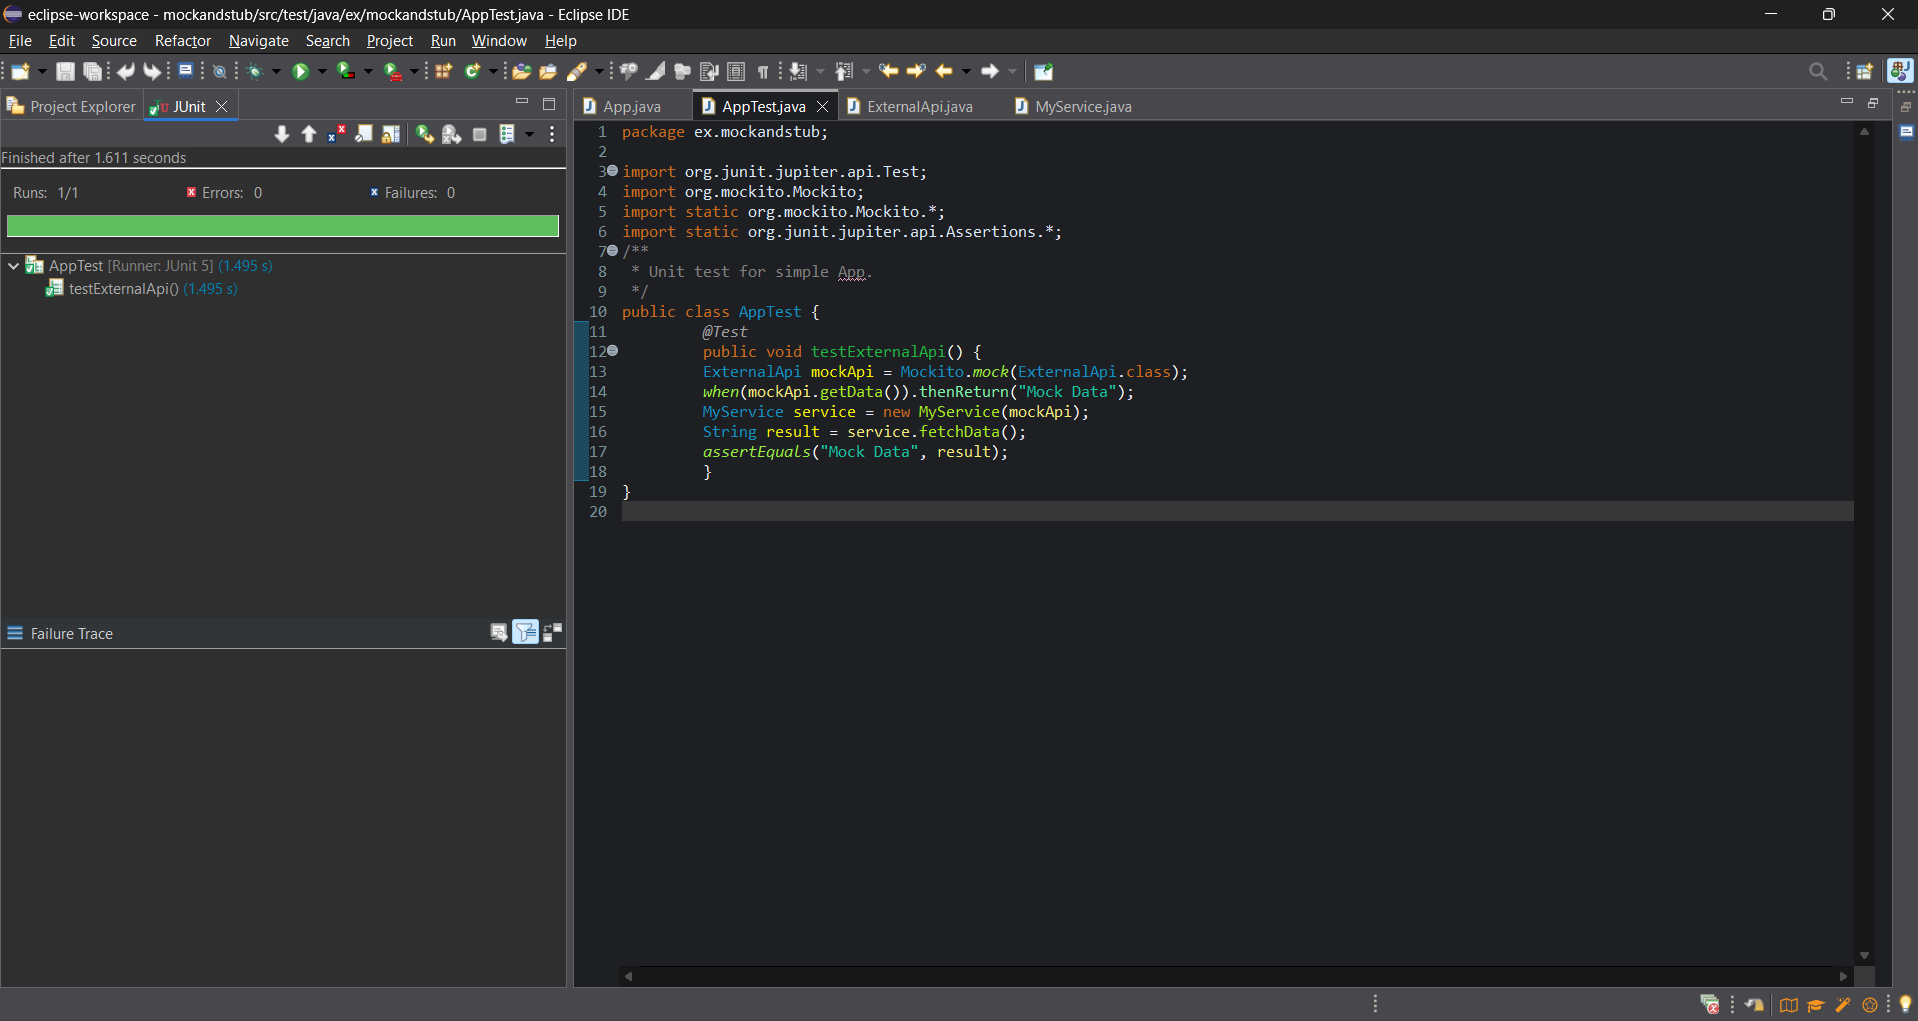 eclipse-workspace - mockandstub/src/test/java/ex/mockandstub/AppTest.java - Eclipse IDE
File Edit Source Refactor Navigate Search Project Run Window Help
Project Explorer JUnit
App.java AppTest.java ExternalApi.java MyService.java
Finished after 1.611 seconds
Runs: 1/1 Errors: 0 Failures: 0
AppTest [Runner: JUnit 5] (1.495 s)
testExternalApi() (1.495 s)
Failure Trace
1 package ex.mockandstub;
2
3 import org.junit.jupiter.api.Test;
4 import org.mockito.Mockito;
5 import static org.mockito.Mockito.*;
6 import static org.junit.jupiter.api.Assertions.*;
7 /**
8 * Unit test for simple App.
9 */
10 public class AppTest {
11 @Test
12 public void testExternalApi() {
13 ExternalApi mockApi = Mockito.mock(ExternalApi.class);
14 when(mockApi.getData()).thenReturn("Mock Data");
15 MyService service = new MyService(mockApi);
16 String result = service.fetchData();
17 assertEquals("Mock Data", result);
18 }
19 }
20